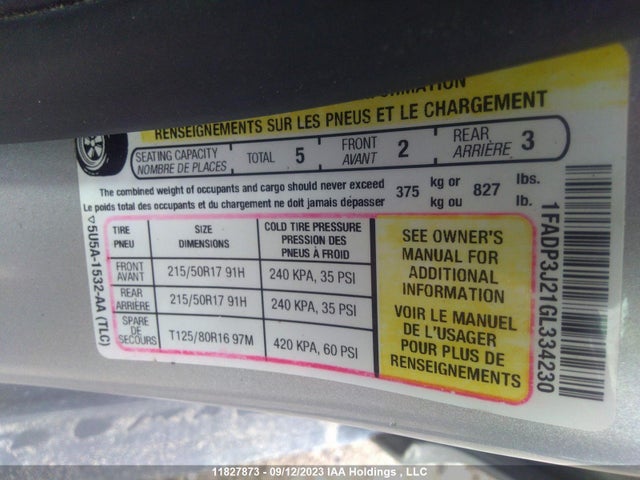 INFORMATION
RENSEIGNEMENTS SUR LES PNEUS ET LE CHARGEMENT
SEATING CAPACITY TOTAL 5 FRONT 2 REAR 3
NOMBRE DE PLACES AVANT ARRIÈRE
The combined weight of occupants and cargo should never exceed 375 kg or 827 lbs.
Le poids total des occupants et du chargement ne doit jamais dépasser kg ou lb.
TIRE SIZE COLD TIRE PRESSURE
PNEU DIMENSIONS PRESSION DES
PNEUS À FROID
FRONT 215/50R17 91H 240 KPA, 35 PSI
AVANT
REAR 215/50R17 91H 240 KPA, 35 PSI
ARRIÈRE
SPARE T125/80R16 97M 420 KPA, 60 PSI
DE
SECOURS
SEE OWNER'S
MANUAL FOR
ADDITIONAL
INFORMATION
VOIR LE MANUEL
DE L'USAGER
POUR PLUS DE
RENSEIGNEMENTS
5U5A-1532-AA (TLC)
1FADP3J21GL334230
11827873 - 09/12/2023 IAA Holdings , LLC